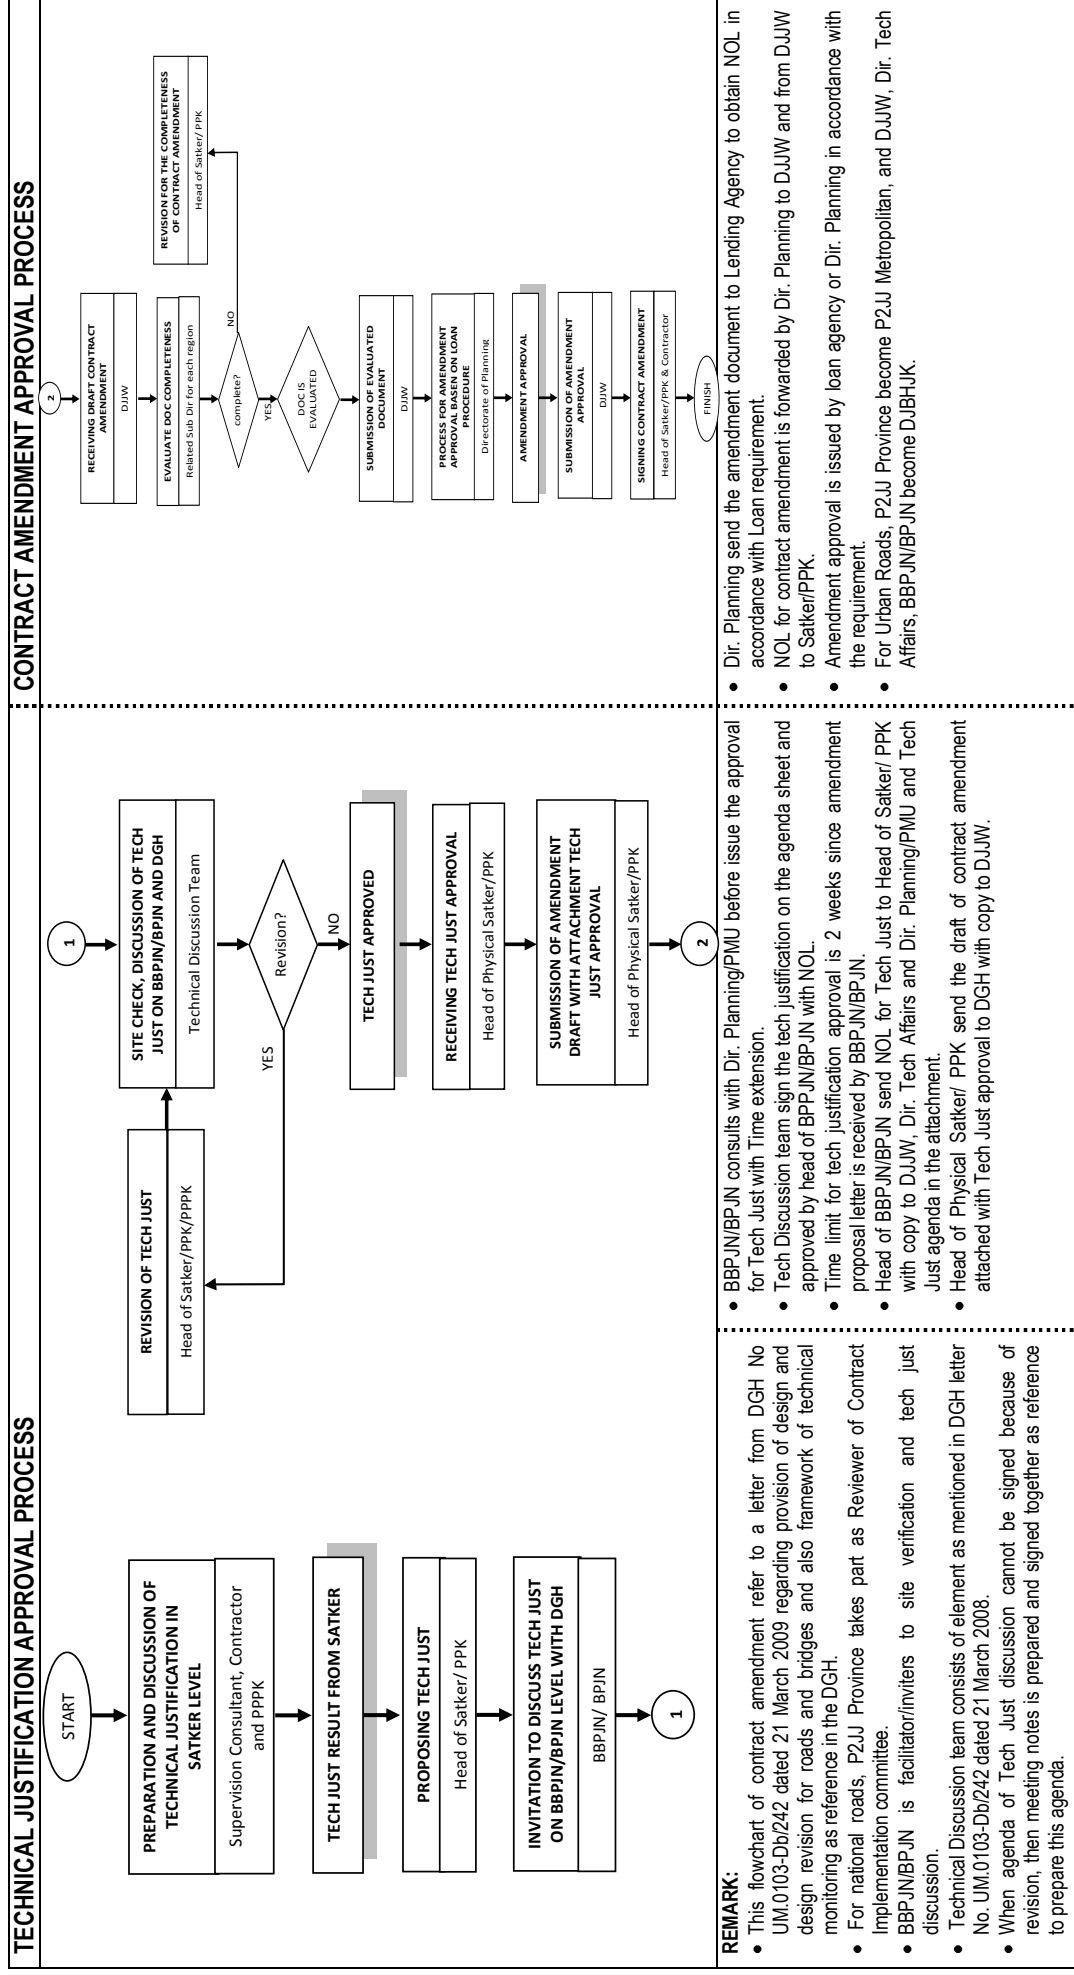 TECHNICAL JUSTIFICATION APPROVAL PROCESS
START
PREPARATION AND DISCUSSION OF
TECHNICAL JUSTIFICATION IN
SATKER LEVEL
Supervision Consultant, Contractor
and PPPK
TECH JUST RESULT FROM SATKER
PROPOSING TECH JUST
Head of Satker/ PPK
INVITATION TO DISCUSS TECH JUST
ON BBPJN/BPJN LEVEL WITH DGH
BBPJN/ BPJN
1
1
SITE CHECK, DISCUSSION OF TECH
JUST ON BBPJN/BPJN AND DGH
Technical Discussion Team
REVISION OF TECH JUST
Head of Satker/PPK/PPPK
Revision?
YES
NO
TECH JUST APPROVED
RECEIVING TECH JUST APPROVAL
Head of Physical Satker/PPK
SUBMISSION OF AMENDMENT
DRAFT WITH ATTACHMENT TECH
JUST APPROVAL
Head of Physical Satker/PPK
2
CONTRACT AMENDMENT APPROVAL PROCESS
2
RECEIVING DRAFT CONTRACT
AMENDMENT
DJJW
EVALUATE DOC COMPLETENESS
Related Sub Dir for each region
complete?
NO
YES
REVISION FOR THE COMPLETENESS
OF CONTRACT AMENDMENT
Head of Satker/ PPK
DOC IS
EVALUATED
SUBMISSION OF EVALUATED
DOCUMENT
DJJW
PROCESS FOR AMENDMENT
APPROVAL BASED ON LOAN
PROCEDURE
Directorate of Planning
AMENDMENT APPROVAL
SUBMISSION OF AMENDMENT
APPROVAL
DJJW
SIGNING CONTRACT AMENDMENT
Head of Satker/PPK & Contractor
FINISH
REMARK:
• This flowchart of contract amendment refer to a letter from DGH No
UM.0103-Db/242 dated 21 March 2009 regarding provision of design and
design revision for roads and bridges and also framework of technical
monitoring as reference in the DGH.
• For national roads, P2JJ Province takes part as Reviewer of Contract
Implementation committee.
• BBPJN/BPJN is facilitator/inviters to site verification and tech just
discussion.
• Technical Discussion team consists of element as mentioned in DGH letter
No. UM.0103-Db/242 dated 21 March 2008.
• When agenda of Tech Just discussion cannot be signed because of
revision, then meeting notes is prepared and signed together as reference
to prepare this agenda.
• BBPJN/BPJN consults with Dir. Planning/PMU before issue the approval
for Tech Just with Time extension.
• Tech Discussion team sign the tech justification on the agenda sheet and
approved by head of BPPJN/BPJN with NOL.
• Time limit for tech justification approval is 2 weeks since amendment
proposal letter is received by BBPJN/BPJN.
• Head of BBPJN/BPJN send NOL for Tech Just to Head of Satker/ PPK
with copy to DJJW, Dir. Tech Affairs and Dir. Planning/PMU and Tech
Just agenda in the attachment.
• Head of Physical Satker/ PPK send the draft of contract amendment
attached with Tech Just approval to DGH with copy to DJJW.
• Dir. Planning send the amendment document to Lending Agency to obtain NOL in
accordance with Loan requirement.
• NOL for contract amendment is forwarded by Dir. Planning to DJJW and from DJJW
to Satker/PPK.
• Amendment approval is issued by loan agency or Dir. Planning in accordance with
the requirement.
• For Urban Roads, P2JJ Province become P2JJ Metropolitan, and DJJW, Dir. Tech
Affairs, BBPJN/BPJN become DJBHJK.